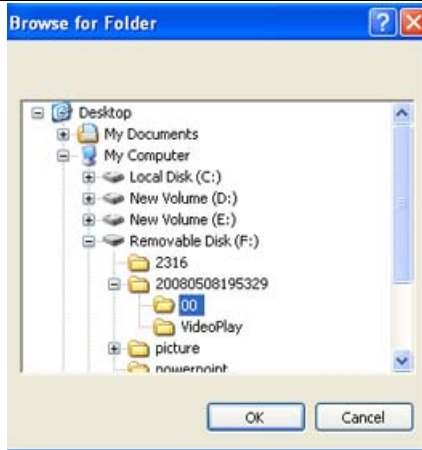 Browse for Folder
Desktop
My Documents
My Computer
Local Disk (C:)
New Volume (D:)
New Volume (E:)
Removable Disk (F:)
2316
20080508195329
00
VideoPlay
picture
powerpoint
OK Cancel